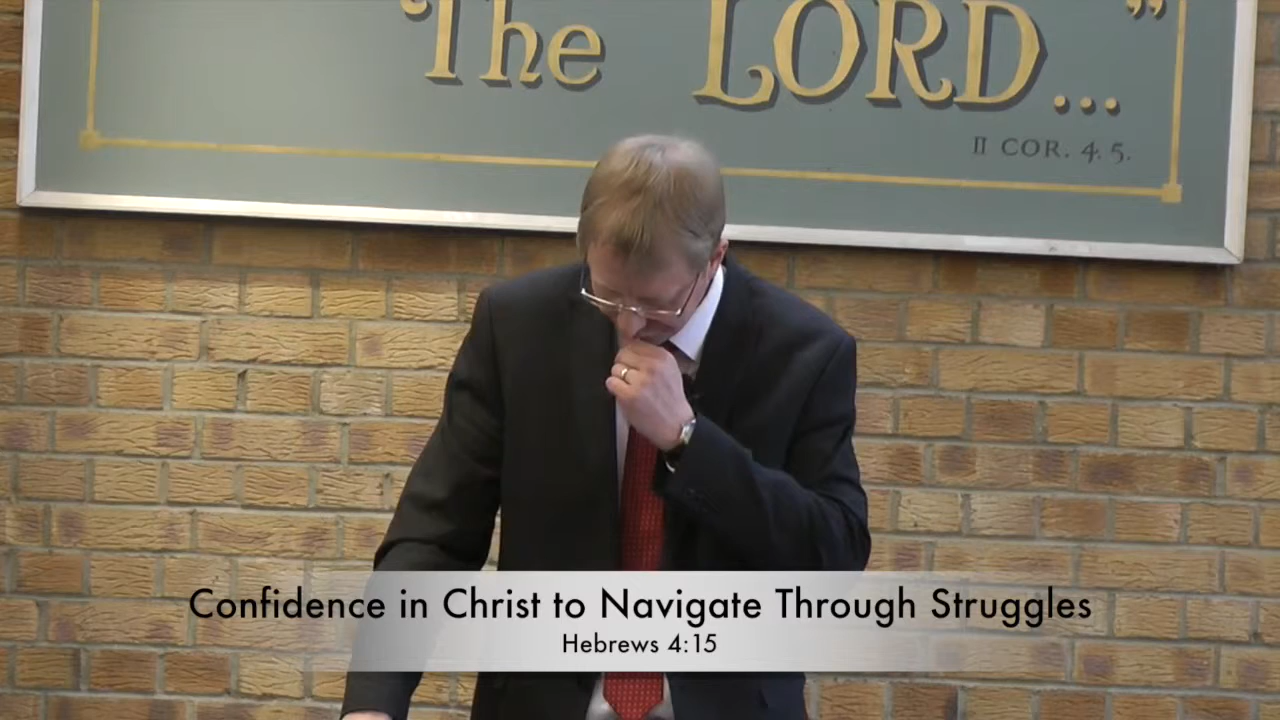 “The LORD...”
II COR. 4. 5.
Confidence in Christ to Navigate Through Struggles
Hebrews 4:15